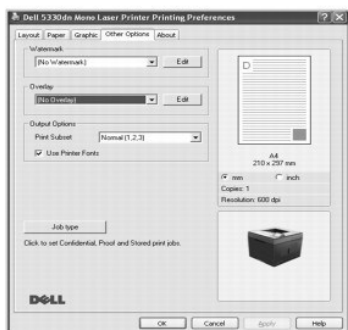 Dell 5330dn Mono Laser Printer Printing Preferences
Layout Paper Graphic Other Options About
Watermark
(No Watermark) Edit
Overlay
(No Overlay) Edit
Output Options
Print Subset Normal (1,2,3)
Use Printer Fonts
Job type
Click to set Confidential, Proof and Stored print jobs.
D
A4
210 x 297 mm
mm inch
Copies: 1
Resolution: 600 dpi
DELL
OK Cancel Apply Help